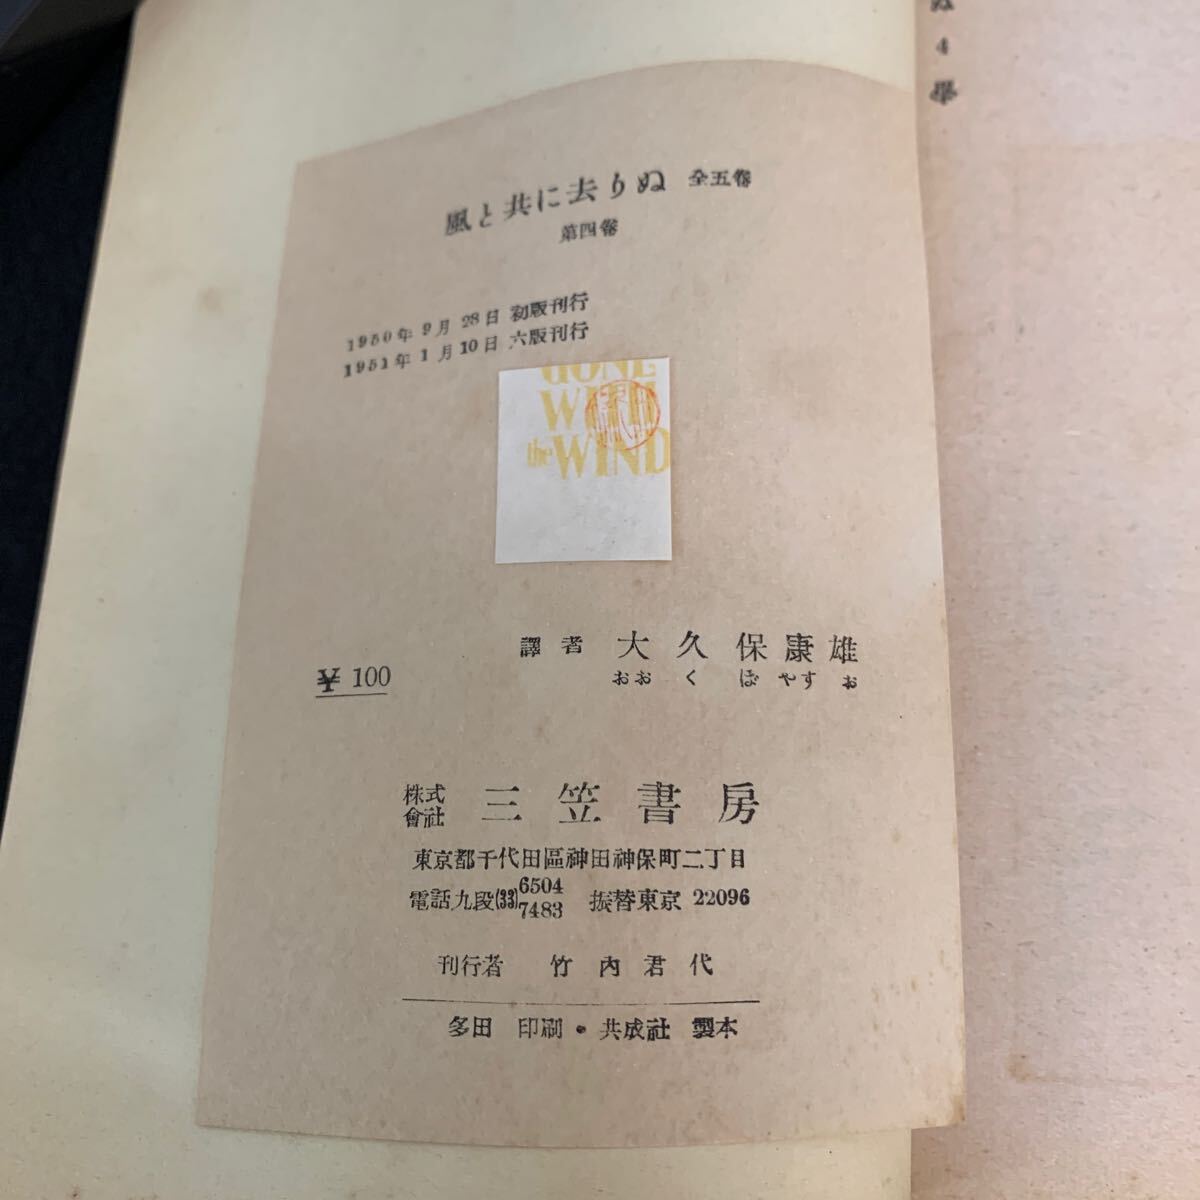 風と共に去りぬ 全五卷
第四卷
1950年9月28日 初版刊行
1951年1月10日 六版刊行
GONE
WITH
the WIND
譯者 大久保康雄
おおくぼやすお
¥100
株式會社 三笠書房
東京都千代田區神田神保町二丁目
電話九段(33)6504 7483 振替東京 22096
刊行者 竹內君代
多田 印刷・共成社 製本